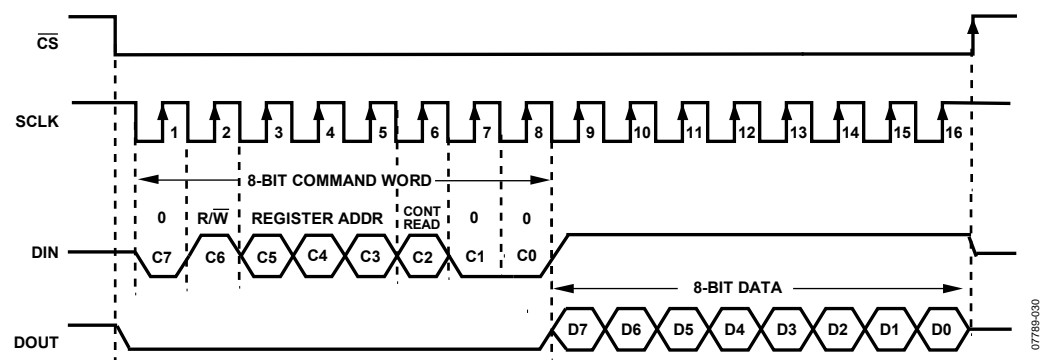 CS
SCLK
1 2 3 4 5 6 7 8 9 10 11 12 13 14 15 16
8-BIT COMMAND WORD
0 R/W REGISTER ADDR CONT READ 0 0
DIN
C7 C6 C5 C4 C3 C2 C1 C0
8-BIT DATA
DOUT
D7 D6 D5 D4 D3 D2 D1 D0
07789-030